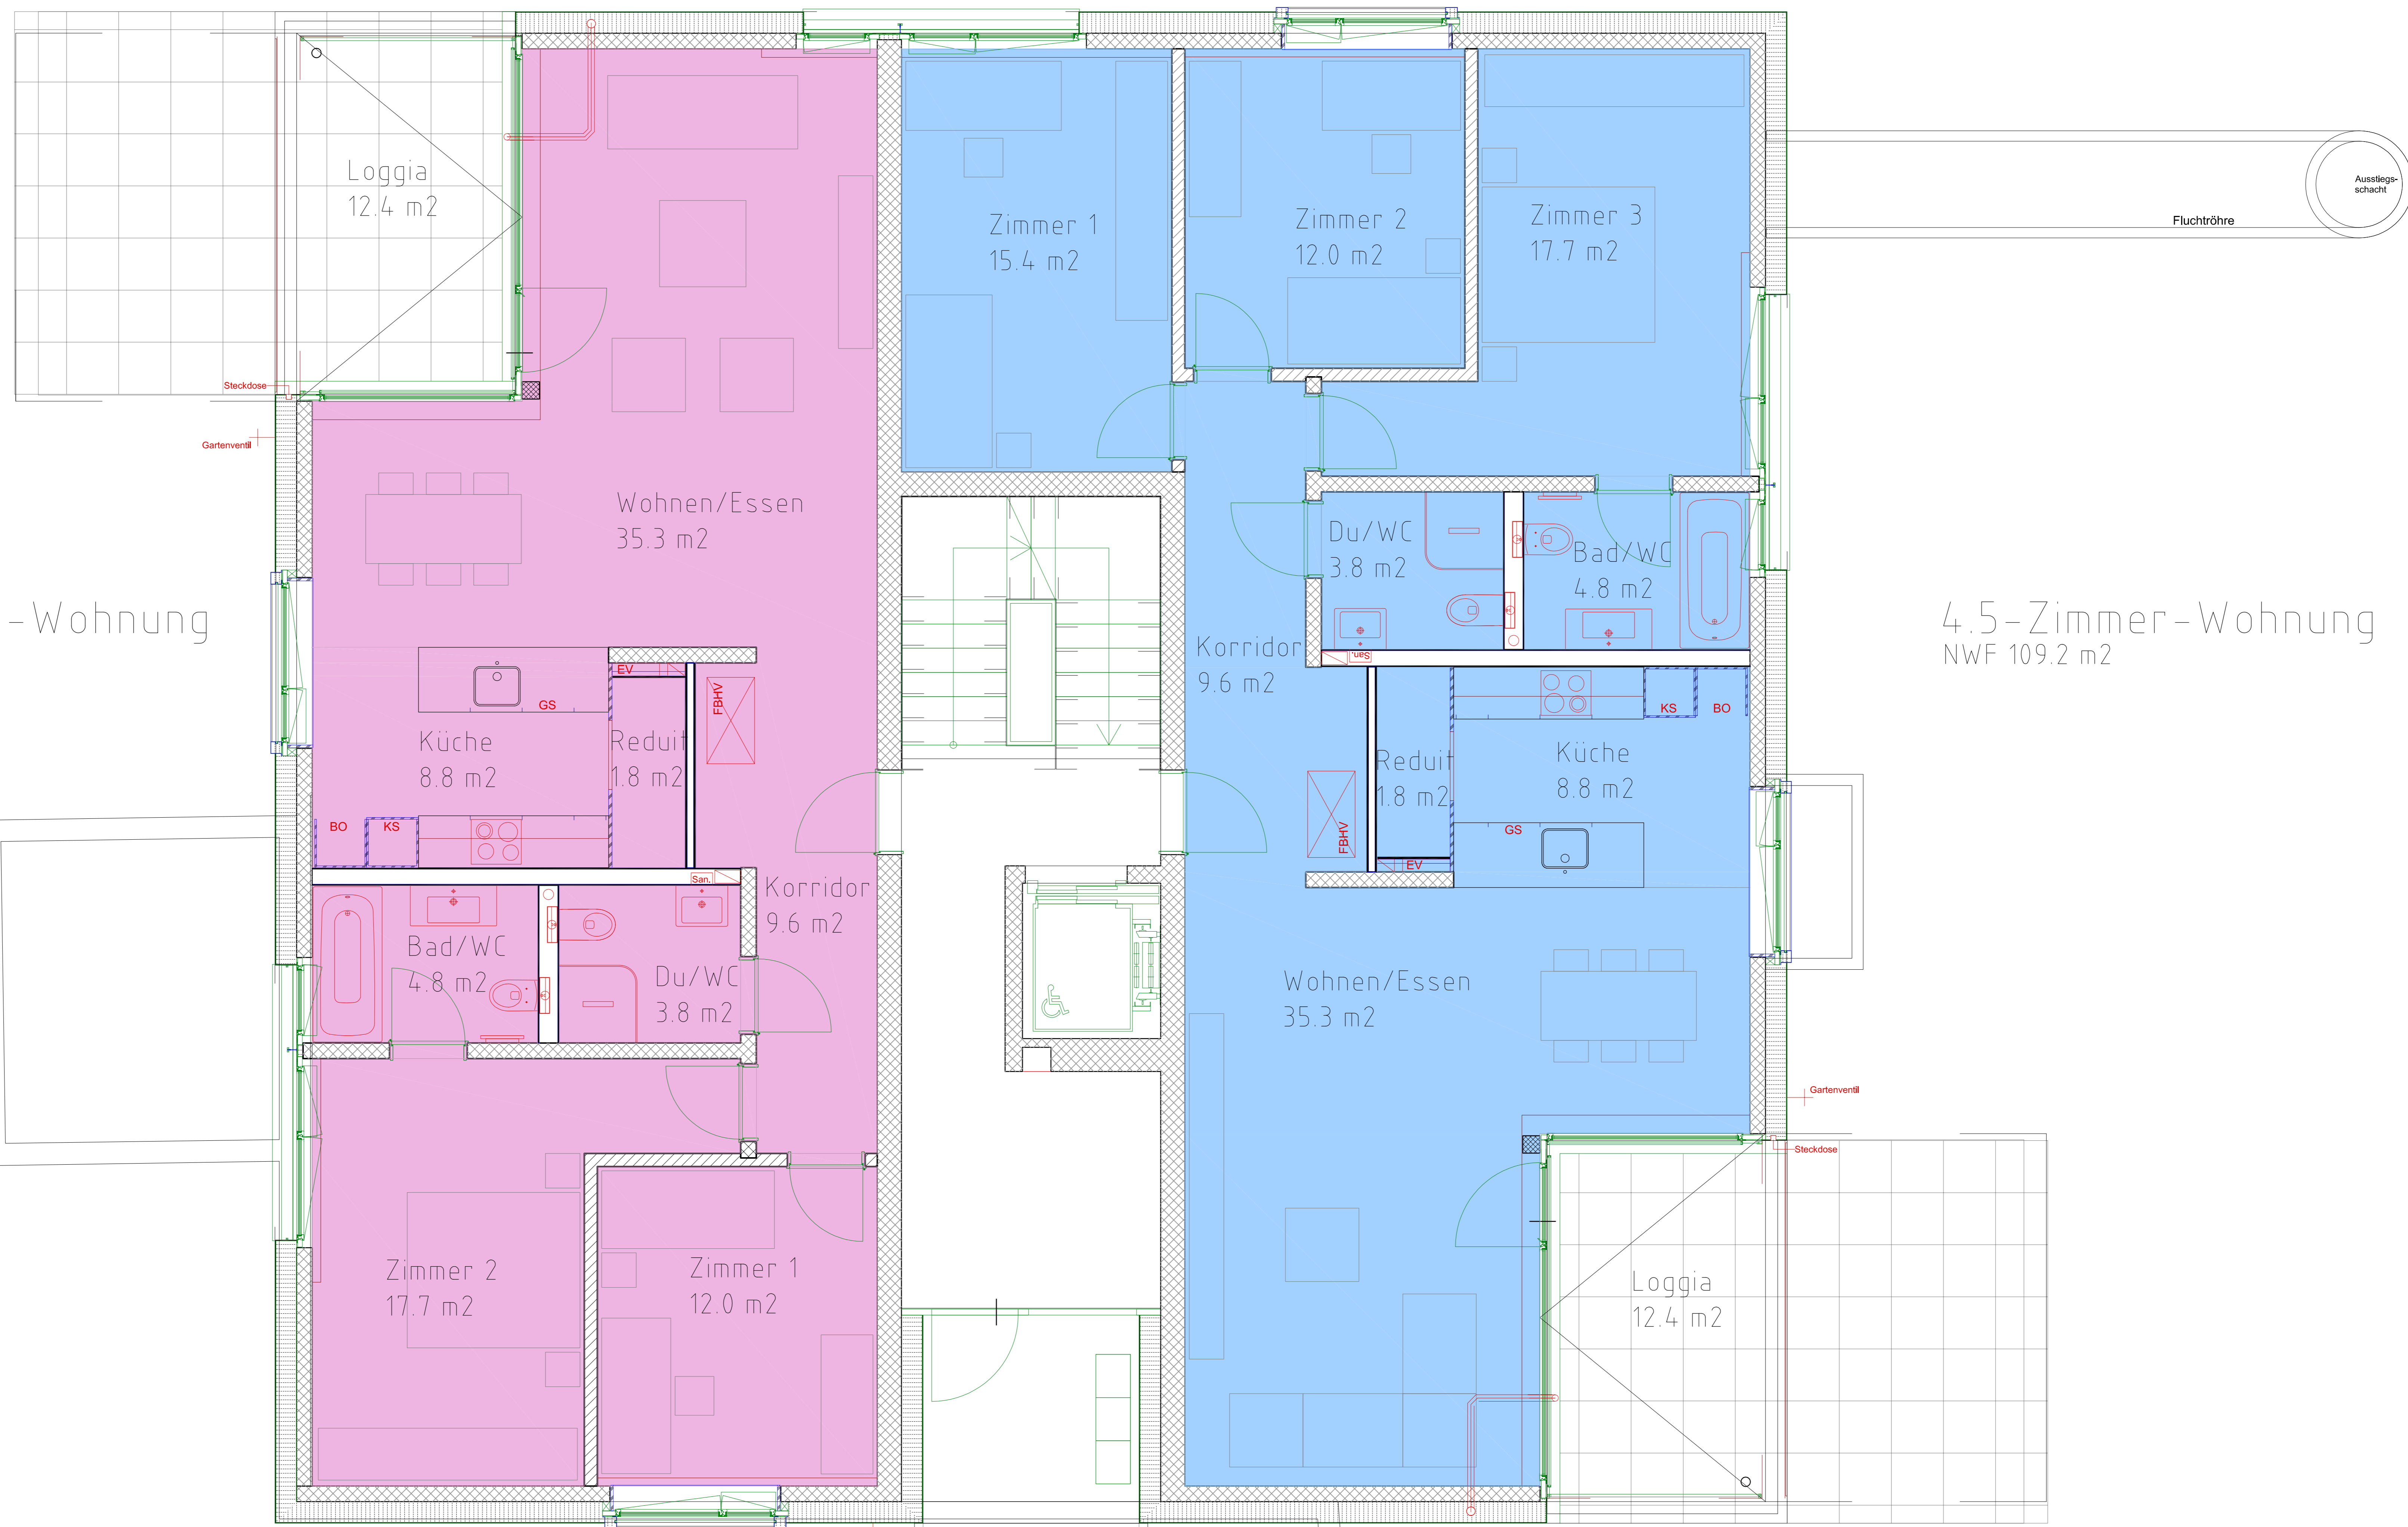 Loggia
12.4 m2
Zimmer 1
15.4 m2
Zimmer 2
12.0 m2
Zimmer 3
17.7 m2
Ausstiegs-
schacht
Fluchtröhre
Steckdose
Gartenventil
Wohnen/Essen
35.3 m2
Du/WC
3.8 m2
Bad/WC
4.8 m2
-Wohnung
4.5-Zimmer-Wohnung
NWF 109.2 m2
Korridor
9.6 m2
San.
EV
FBHV
GS
KS
BO
Küche
8.8 m2
Reduit
1.8 m2
Reduit
1.8 m2
Küche
8.8 m2
BO
KS
GS
FBHV
EV
San.
Korridor
9.6 m2
Bad/WC
4.8 m2
Du/WC
3.8 m2
Wohnen/Essen
35.3 m2
Gartenventil
Steckdose
Zimmer 2
17.7 m2
Zimmer 1
12.0 m2
Loggia
12.4 m2